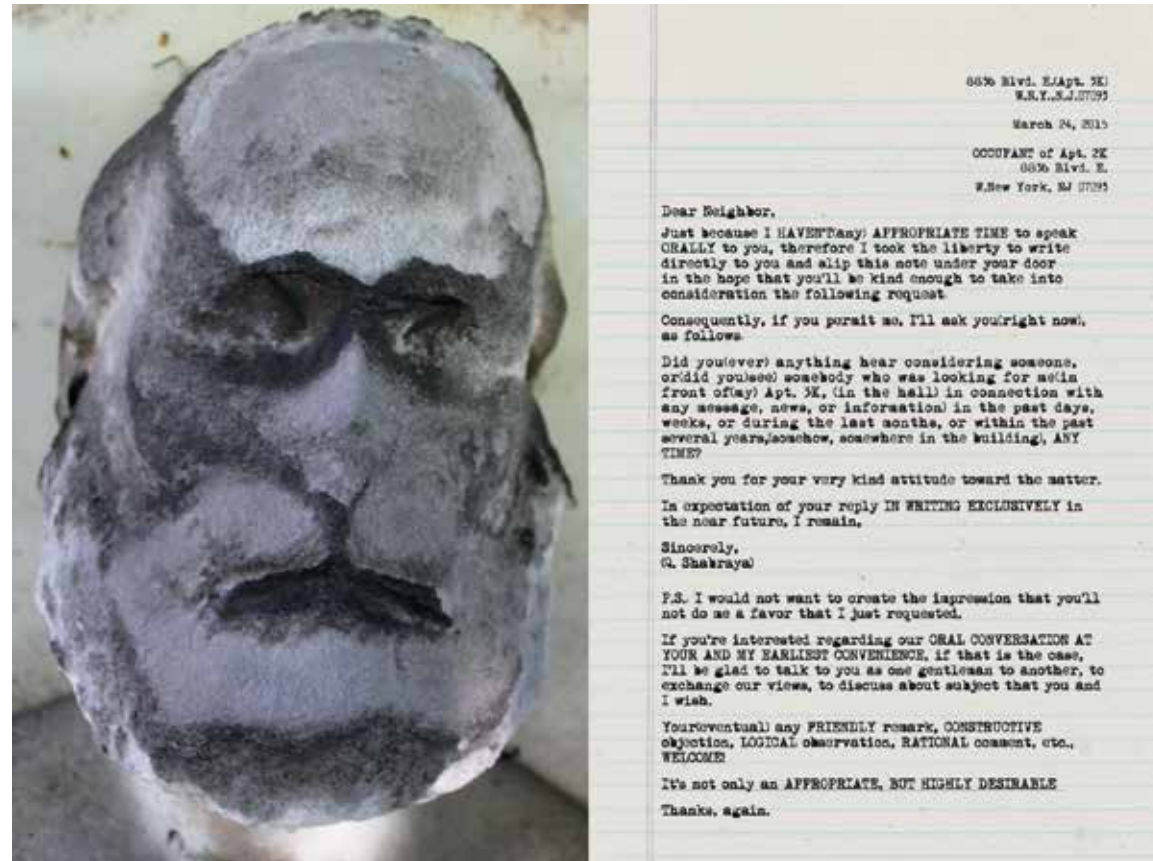 Blvd. E.(Apt.
W.N.Y., N.J.
March 24, 2015
OCCUPANT of Apt. 2K
Blvd. E.
W.New York, NJ
Dear Neighbor,
Just because I HAVENT(any) APPROPRIATE TIME to speak
ORALLY to you, therefore I took the liberty to write
directly to you and slip this note under your door
in the hope that you'll be kind enough to take into
consideration the following request.
Consequently, if you permit me, I'll ask you(right now),
as follows.
Did you(ever) anything hear considering someone,
or(did you)see) somebody who was looking for me(in
front of(my) Apt. 3K, (in the hall) in connection with
any message, news, or information) in the past days,
weeks, or during the last months, or within the past
several years,(somehow, somewhere in the building), ANY
TIME?
Thank you for your very kind attitude toward the matter.
In expectation of your reply IN WRITING EXCLUSIVELY in
the near future, I remain,
Sincerely,
(Q. Shabraya)
P.S. I would not want to create the impression that you'll
not do me a favor that I just requested.
If you're interested regarding our ORAL CONVERSATION AT
YOUR AND MY EARLIEST CONVENIENCE, if that is the case,
I'll be glad to talk to you as one gentleman to another, to
exchange our views, to discuss about subject that you and
I wish.
Your(eventual) any FRIENDLY remark, CONSTRUCTIVE
objection, LOGICAL observation, RATIONAL comment, etc.,
WELCOME!
It's not only an APPROPRIATE, BUT HIGHLY DESIRABLE
Thanks, again.